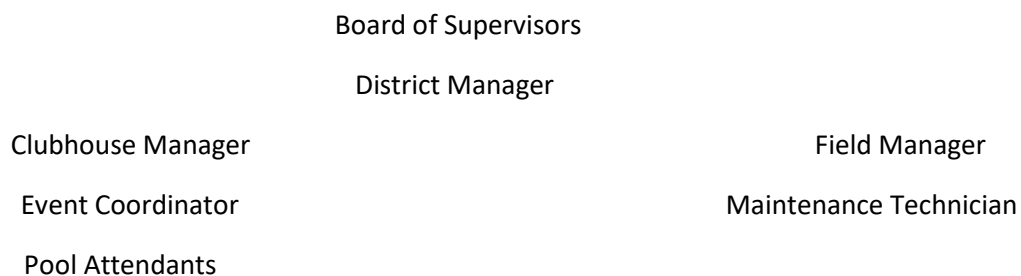 Board of Supervisors
District Manager
Clubhouse Manager Field Manager
Event Coordinator Maintenance Technician
Pool Attendants